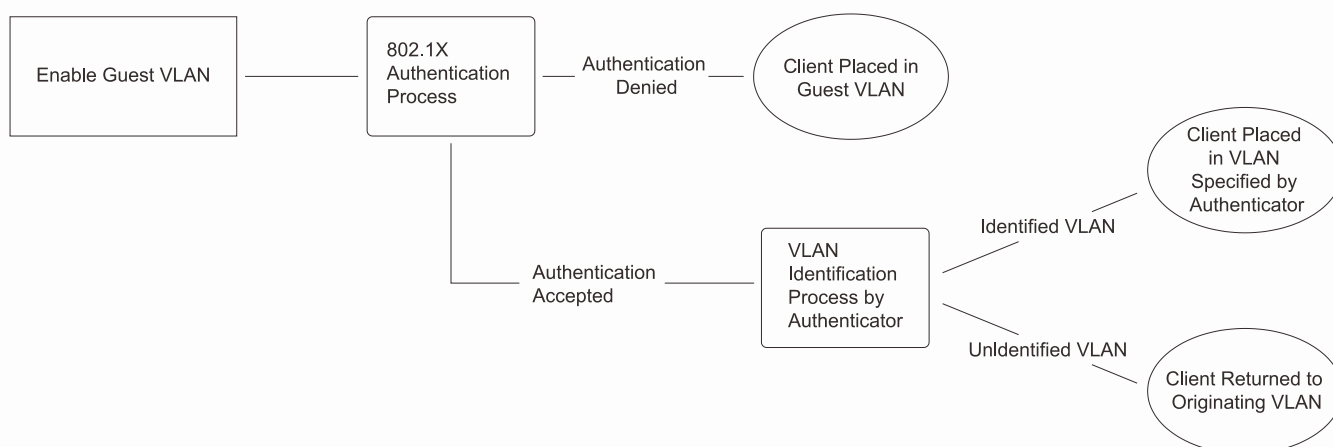 Enable Guest VLAN
802.1X
Authentication
Process
Authentication
Denied
Client Placed in
Guest VLAN
Client Placed
in VLAN
Specified by
Authenticator
Identified VLAN
VLAN
Identification
Process by
Authenticator
Authentication
Accepted
UnIdentified VLAN
Client Returned to
Originating VLAN